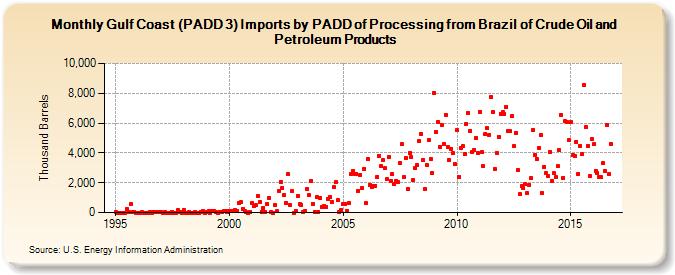 Monthly Gulf Coast (PADD 3) Imports by PADD of Processing from Brazil of Crude Oil and
Petroleum Products
Thousand Barrels
10,000
8,000
6,000
4,000
2,000
0
1995
2000
2005
2010
2015
Source: U.S. Energy Information Administration